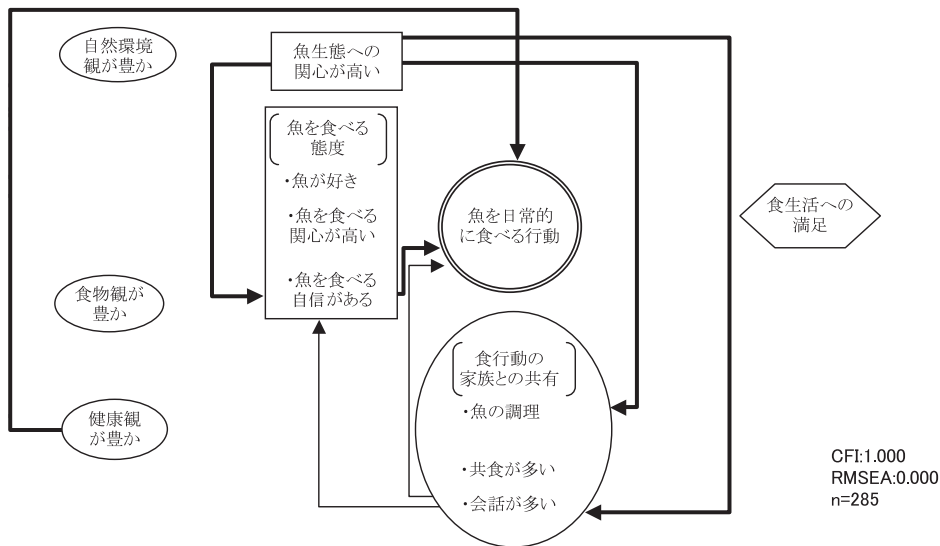 自然環境
観が豊か
魚生態への
関心が高い
魚を食べる
態度
・魚が好き
・魚を食べる
関心が高い
・魚を食べる
自信がある
魚を日常的
に食べる行動
食生活への
満足
食物観が
豊か
食行動の
家族との共有
・魚の調理
・共食が多い
・会話が多い
健康観
が豊か
CFI:1.000
RMSEA:0.000
n=285